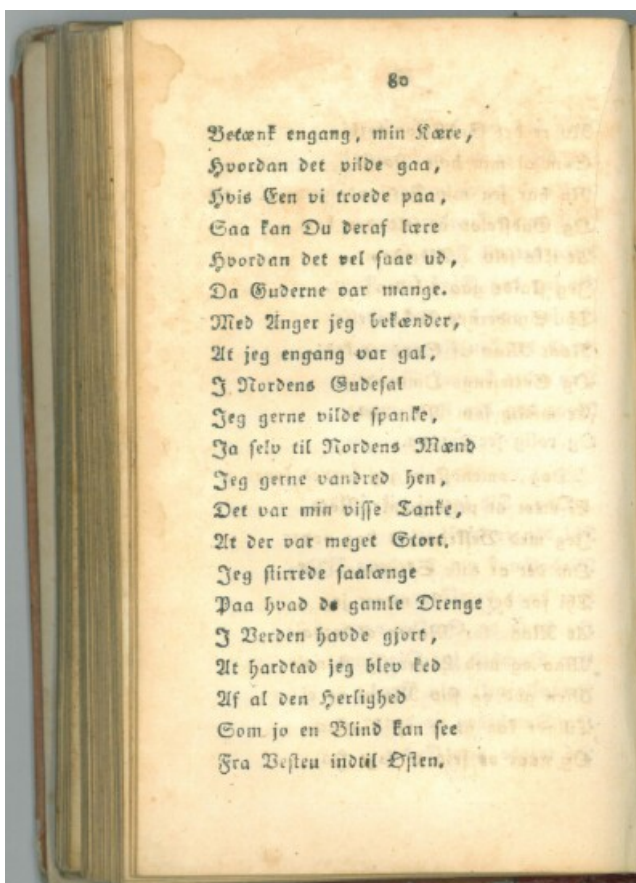 80
Betænk engang, min Kære,
Hvordan det vilde gaa,
Hvis Een vi troede paa,
Saa kan Du deraf lære
Hvordan det vel saae ud,
Da Guderne var mange.
Med Anger jeg bekænder,
At jeg engang var gal,
I Nordens Gudesal
Jeg gerne vilde spanke,
Ja selv til Nordens Mænd
Jeg gerne vandred hen,
Det var min visse Tanke,
At der var meget Stort.
Jeg stirrede saalænge
Paa hvad de gamle Drenge
I Verden havde gjort,
At hardtad jeg blev ked
Af al den Herlighed
Som jo en Blind kan see
Fra Vesteu indtil Østen.